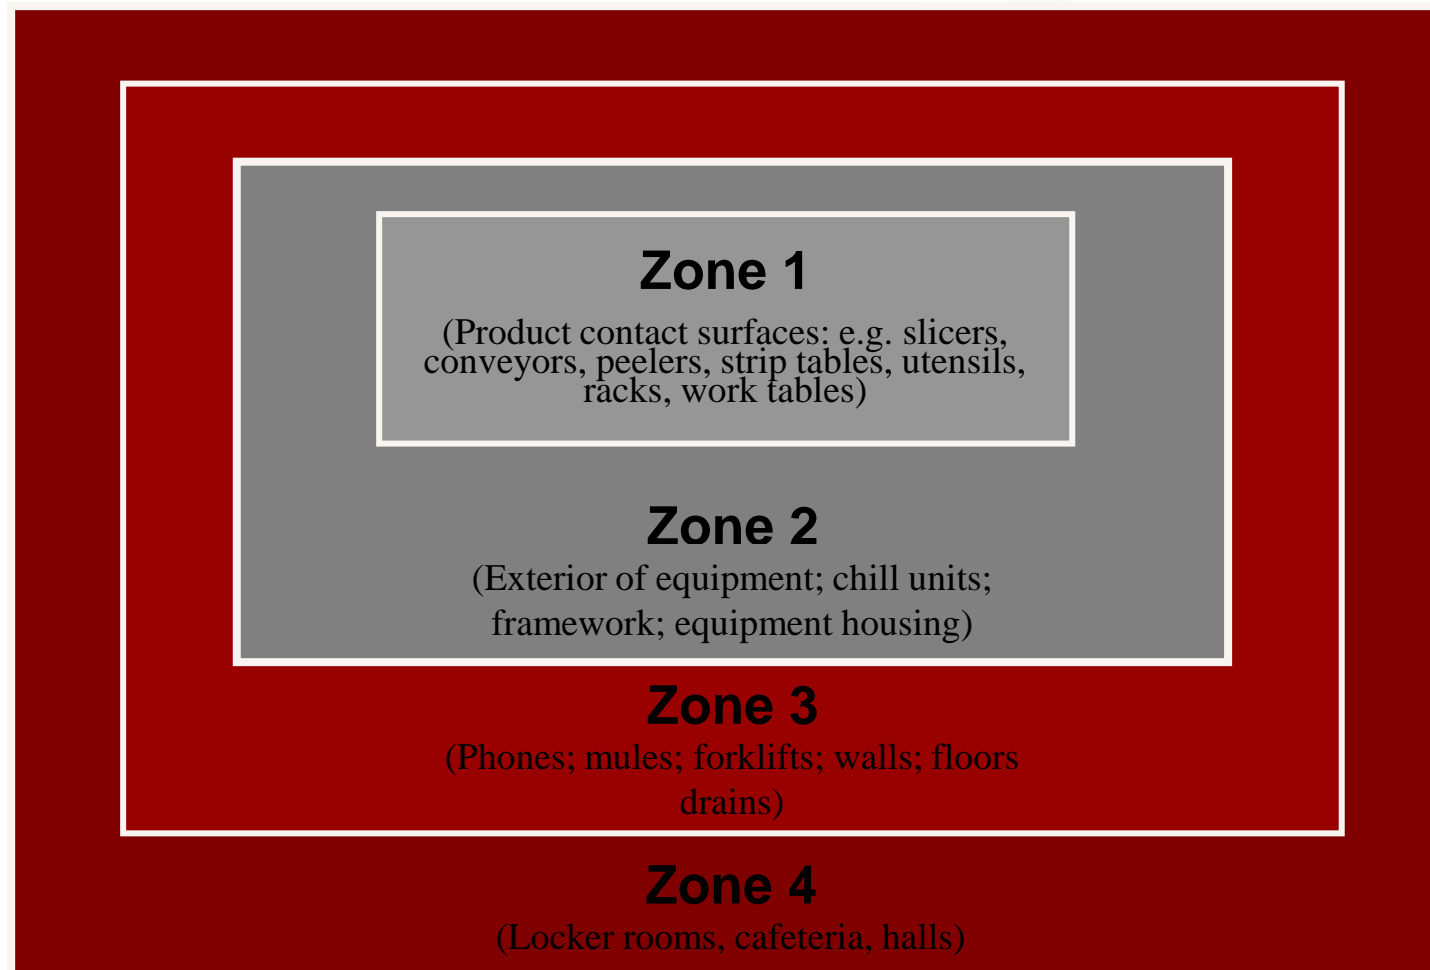 Zone 1
(Product contact surfaces: e.g. slicers,
conveyors, peelers, strip tables, utensils,
racks, work tables)
Zone 2
(Exterior of equipment; chill units;
framework; equipment housing)
Zone 3
(Phones; mules; forklifts; walls; floors
drains)
Zone 4
(Locker rooms, cafeteria, halls)